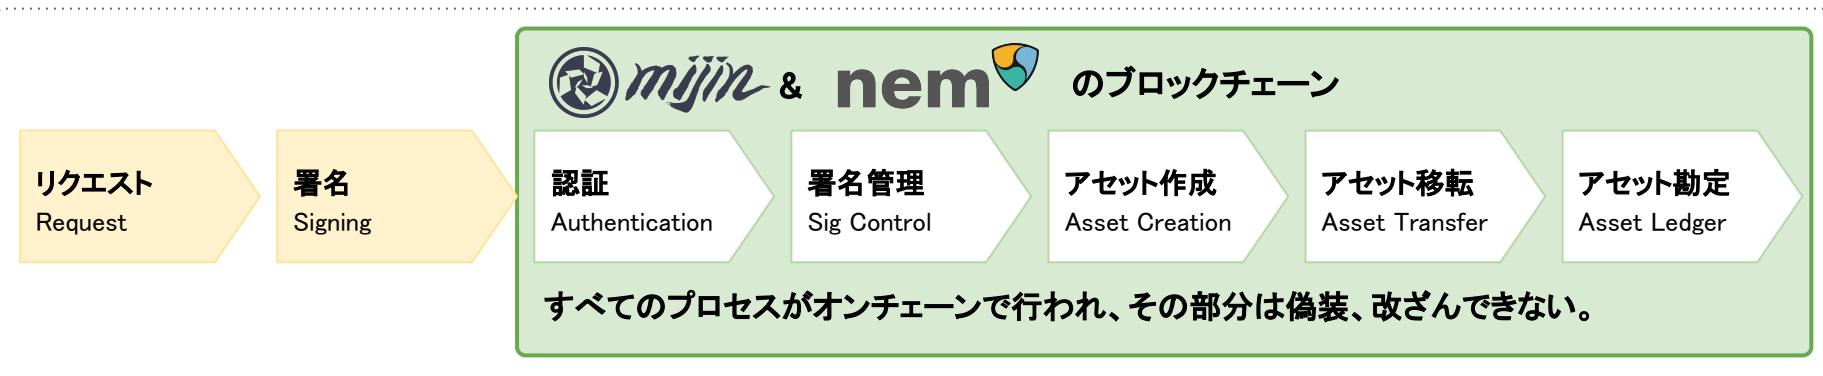 mijin & nem のブロックチェーン
リクエスト
Request
署名
Signing
認証
Authentication
署名管理
Sig Control
アセット作成
Asset Creation
アセット移転
Asset Transfer
アセット勘定
Asset Ledger
すべてのプロセスがオンチェーンで行われ、その部分は偽装、改ざんできない。